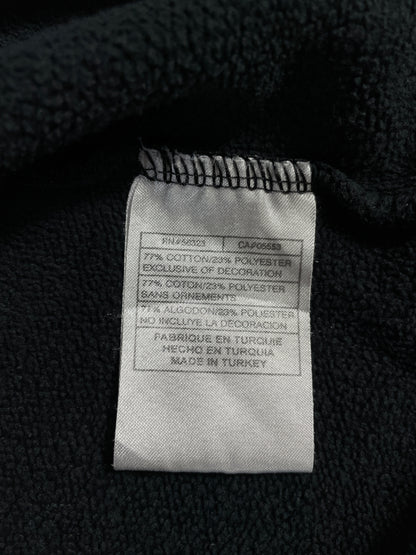 RN#56323 CA#05553
77% COTTON/23% POLYESTER
EXCLUSIVE OF DECORATION
77% COTON/23% POLYESTER
SANS ORNEMENTS
77% ALGODON/23% POLIESTER
NO INCLUYE LA DECORACION
FABRIQUE EN TURQUIE
HECHO EN TURQUIA
MADE IN TURKEY